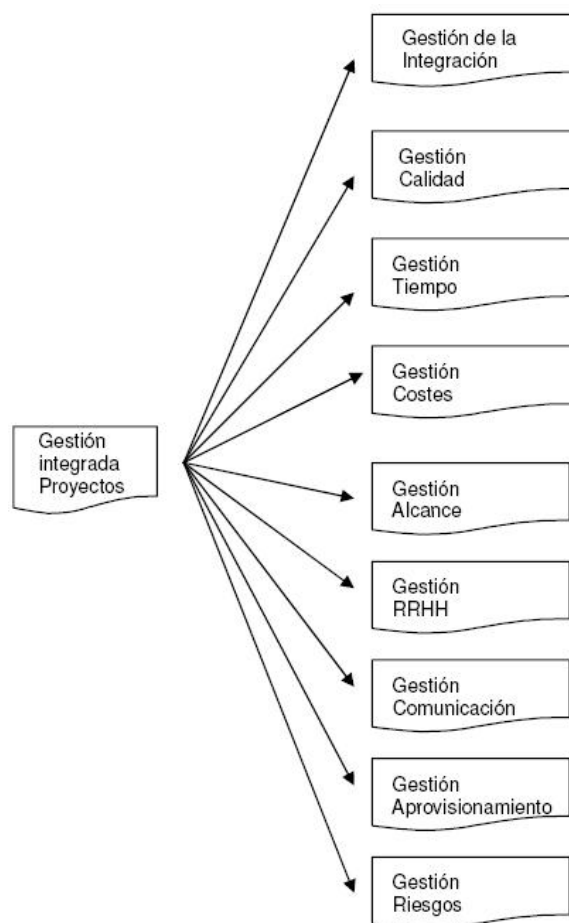 Gestión de la
Integración
Gestión
Calidad
Gestión
Tiempo
Gestión
Costes
Gestión
integrada
Proyectos
Gestión
Alcance
Gestión
RRHH
Gestión
Comunicación
Gestión
Aprovisionamiento
Gestión
Riesgos